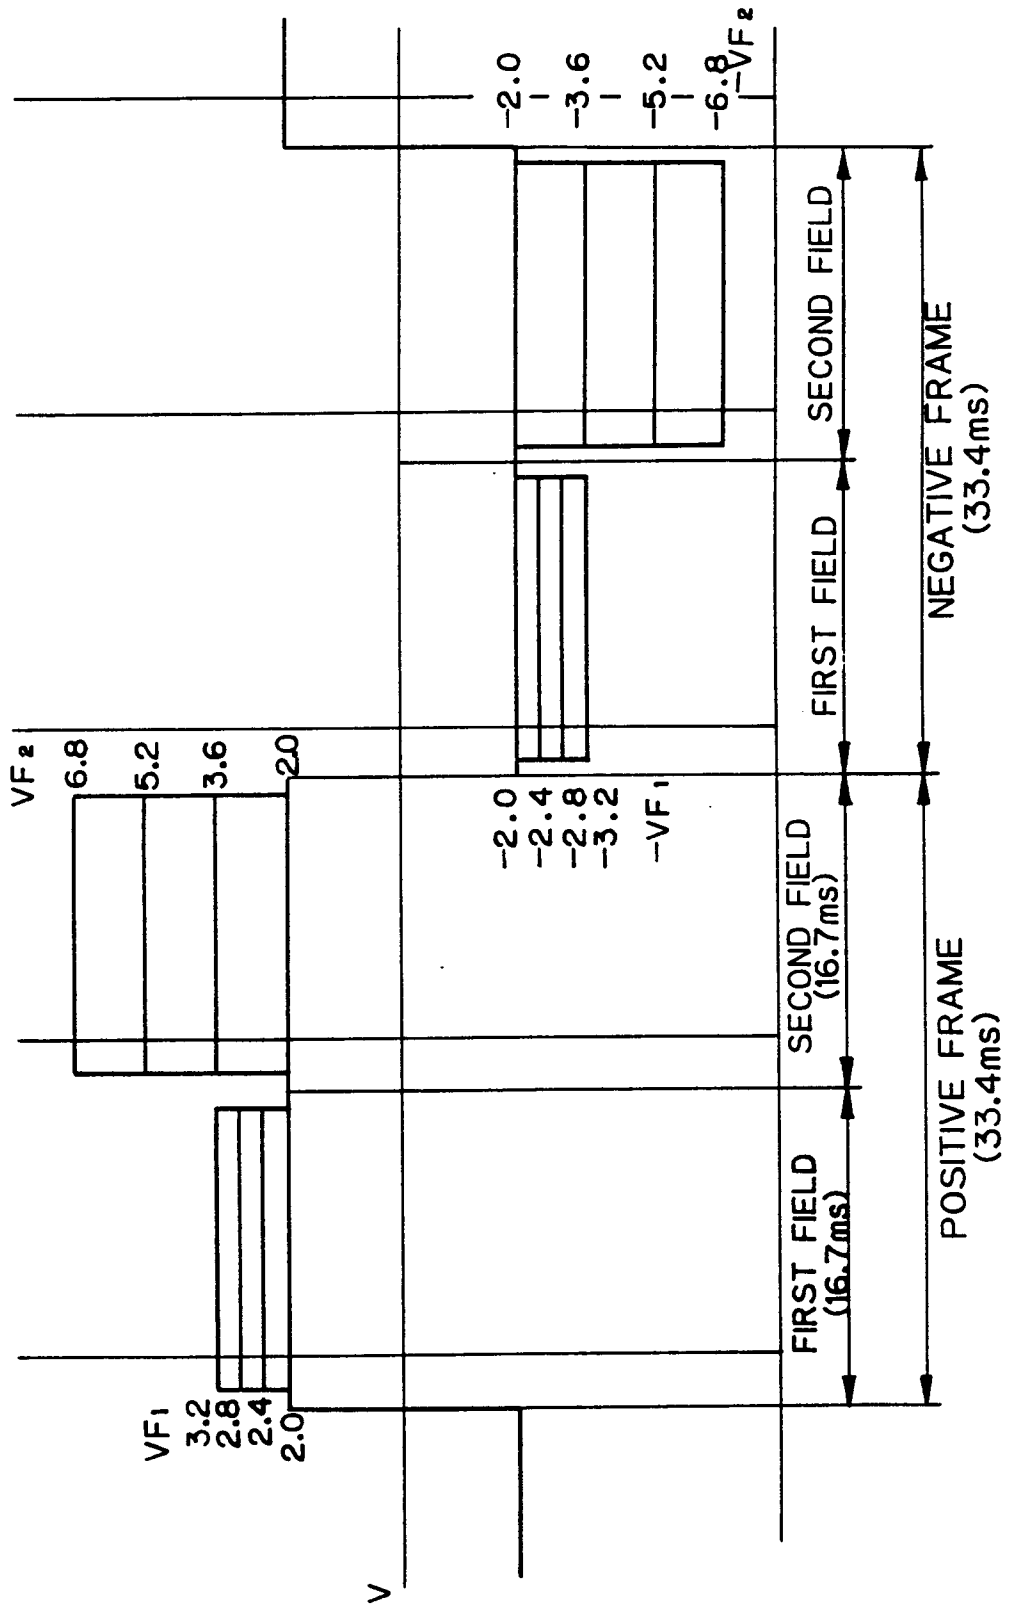 VF1
3.2
2.8
2.4
2.0
VF2
6.8
5.2
3.6
2.0
V
-2.0
-2.4
-2.8
-3.2
-VF1
-2.0
-3.6
-5.2
-6.8
-VF2
FIRST FIELD
(16.7ms)
SECOND FIELD
(16.7ms)
FIRST FIELD
SECOND FIELD
POSITIVE FRAME
(33.4ms)
NEGATIVE FRAME
(33.4ms)